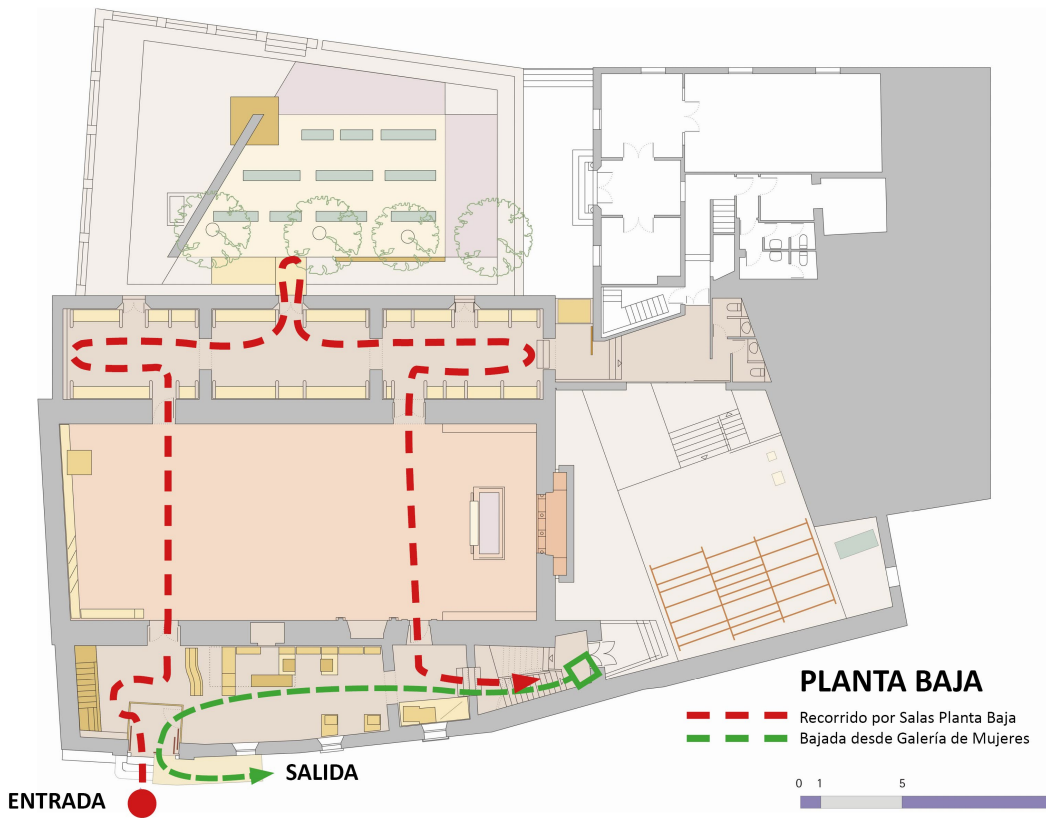 PLANTA BAJA
Recorrido por Salas Planta Baja
Bajada desde Galería de Mujeres
SALIDA
ENTRADA
0 1 5